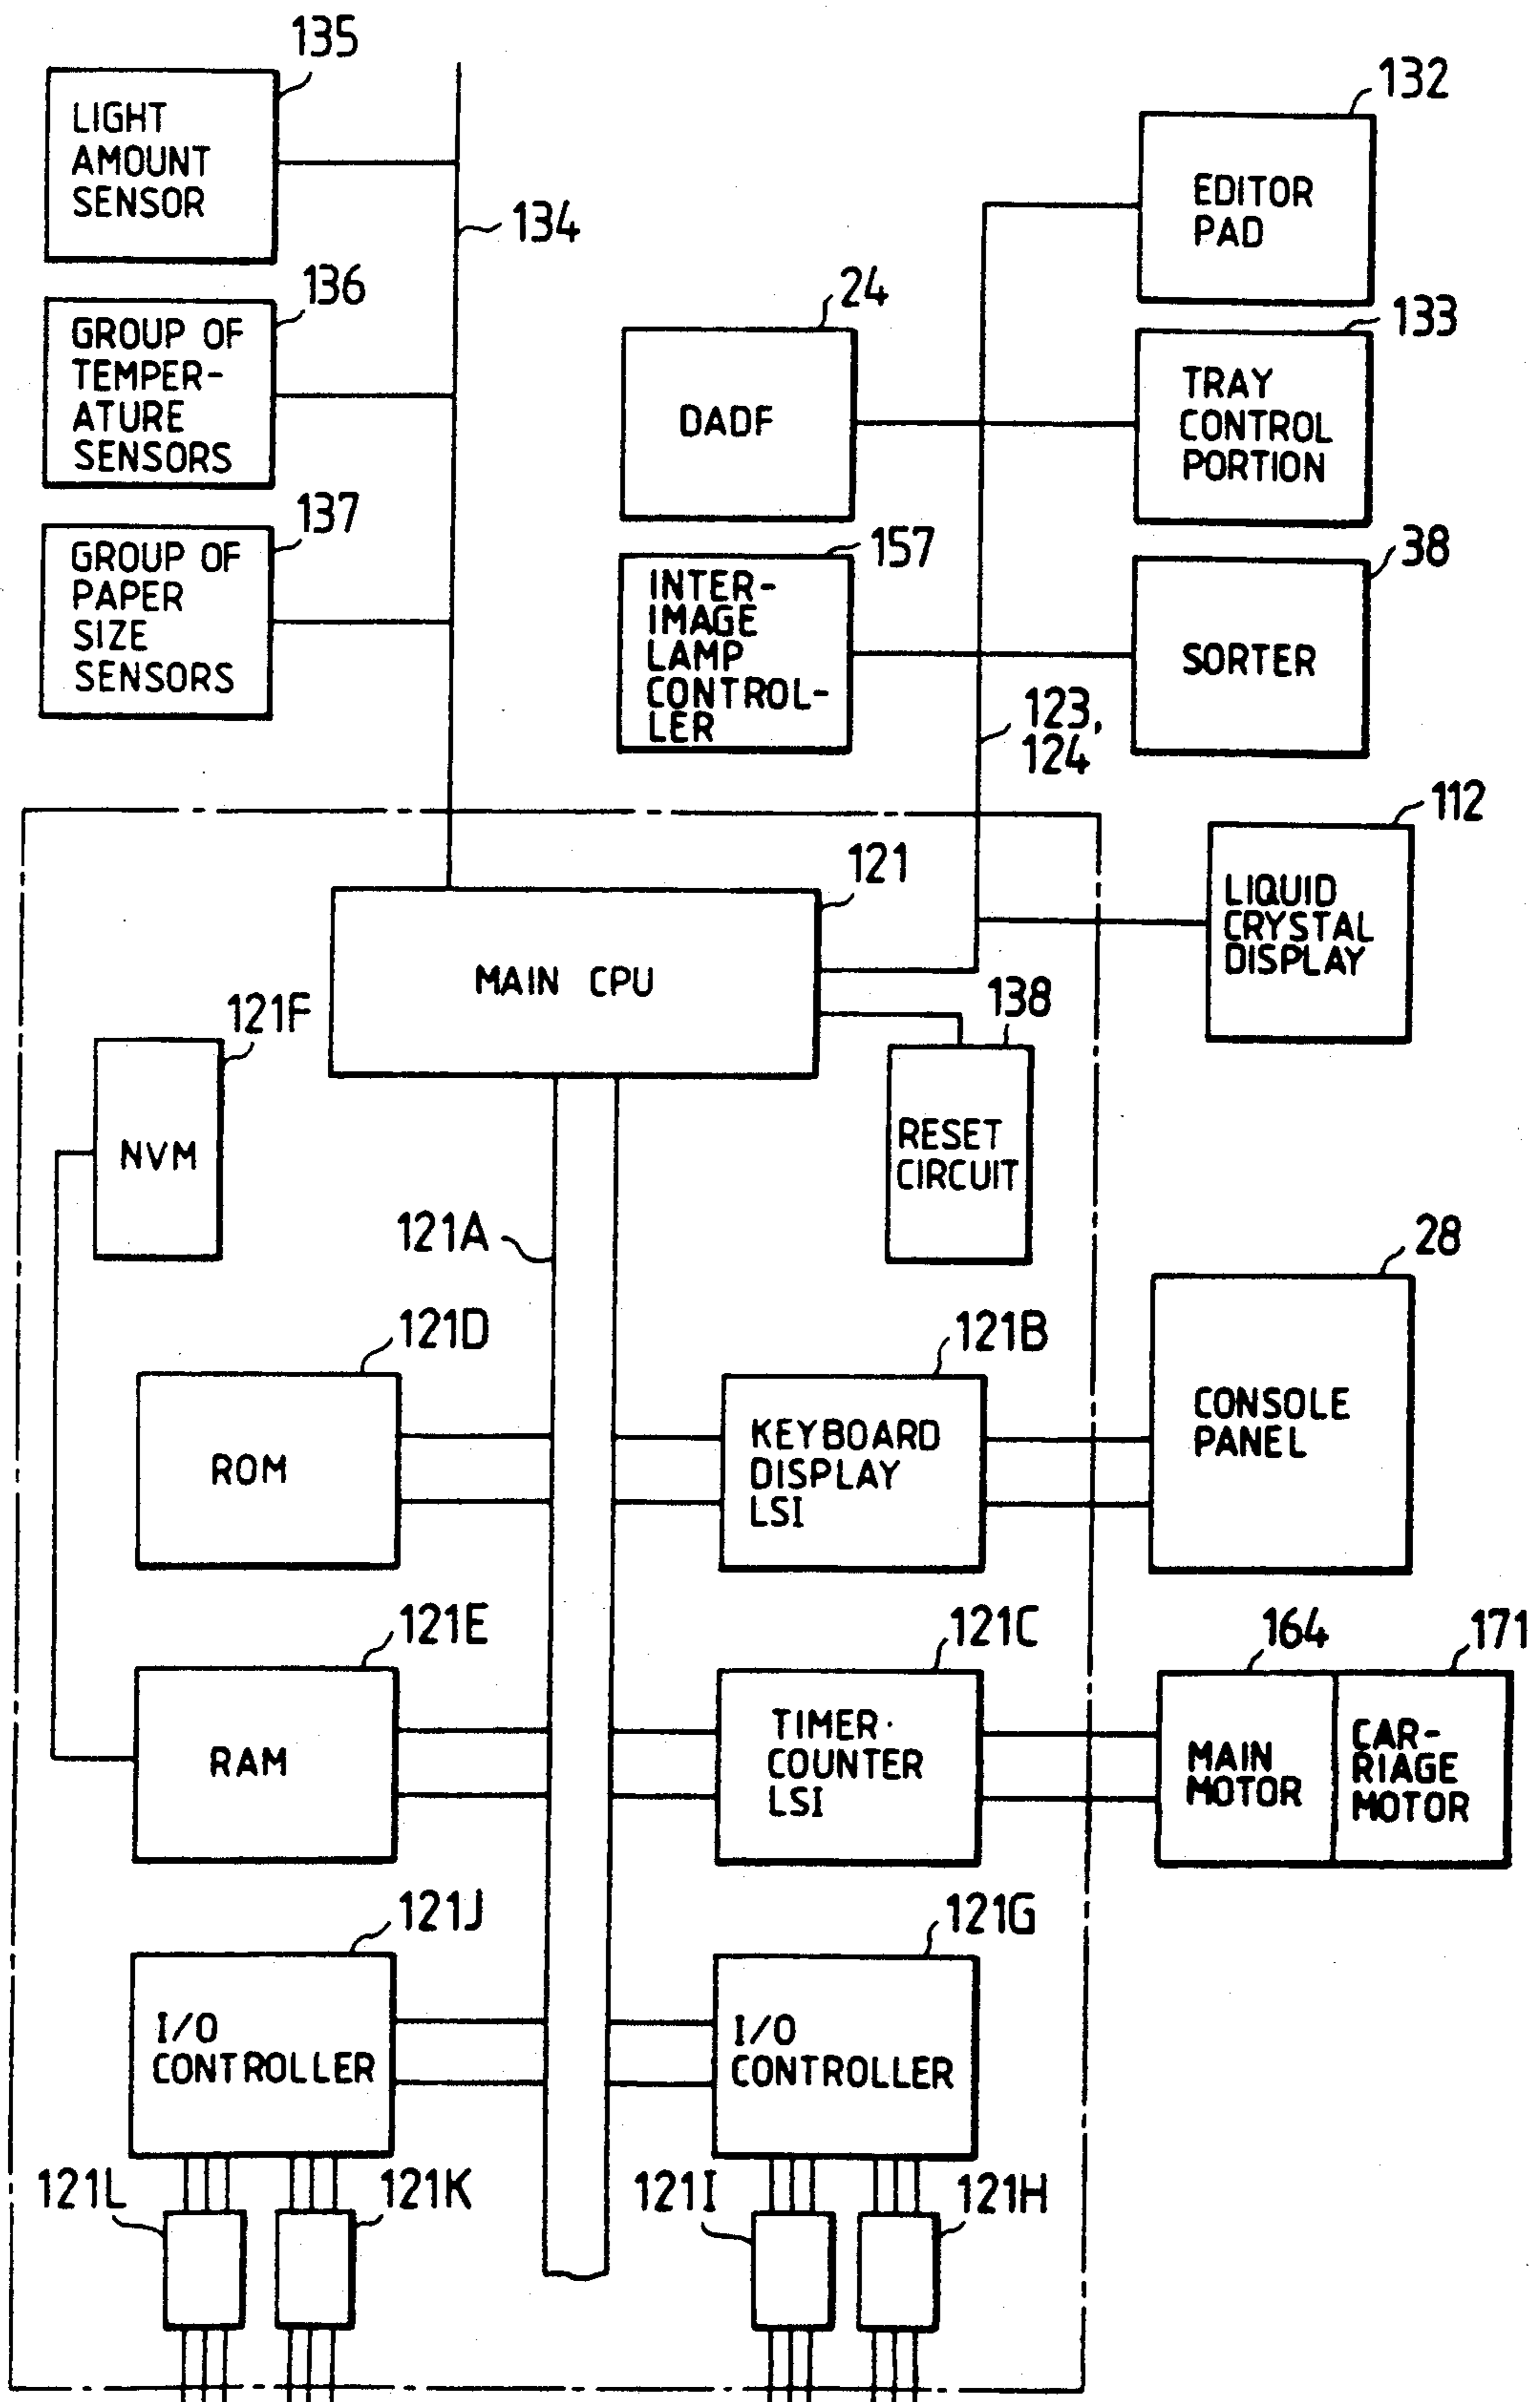 135
LIGHT
AMOUNT
SENSOR
134
132
EDITOR
PAD
136
GROUP OF
TEMPER-
ATURE
SENSORS
24
DADF
133
TRAY
CONTROL
PORTION
137
GROUP OF
PAPER
SIZE
SENSORS
157
INTER-
IMAGE
LAMP
CONTROL-
LER
38
SORTER
123,
124
112
LIQUID
CRYSTAL
DISPLAY
121
MAIN CPU
138
RESET
CIRCUIT
121F
NVM
121A
28
CONSOLE
PANEL
121D
ROM
121B
KEYBOARD
DISPLAY
LSI
121E
RAM
121C
TIMER·
COUNTER
LSI
164
MAIN
MOTOR
171
CAR-
RIAGE
MOTOR
121J
I/O
CONTROLLER
121G
I/O
CONTROLLER
121L
121K
121I
121H